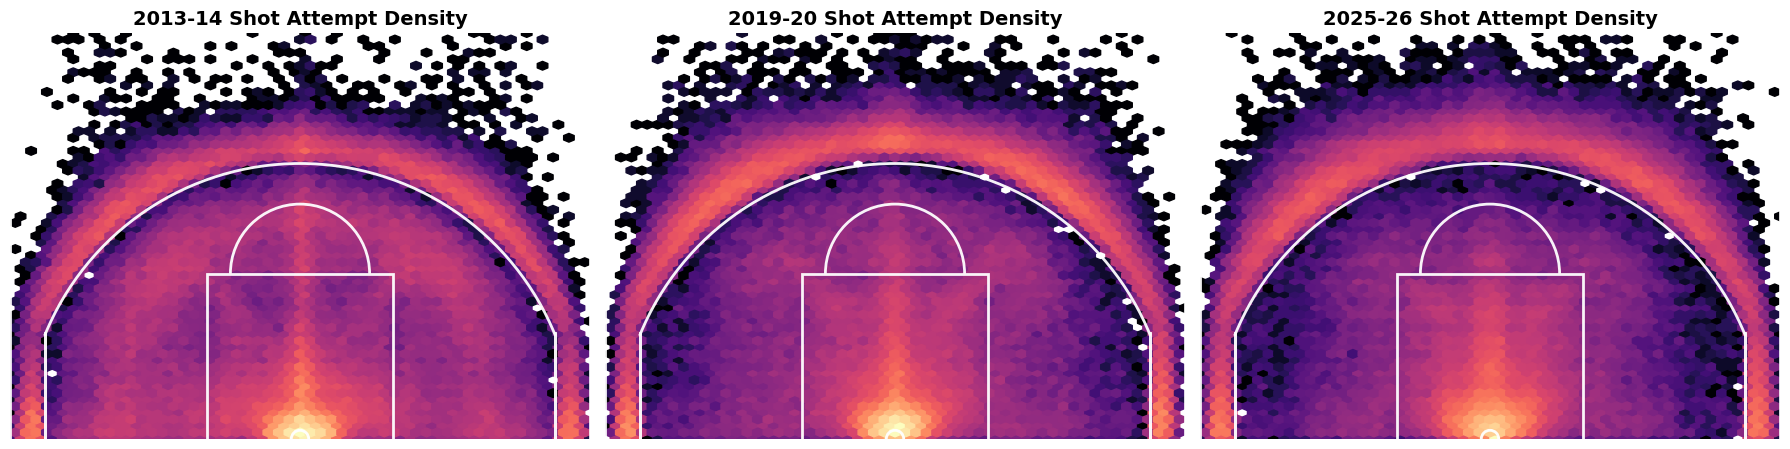 2013-14 Shot Attempt Density
2019-20 Shot Attempt Density
2025-26 Shot Attempt Density